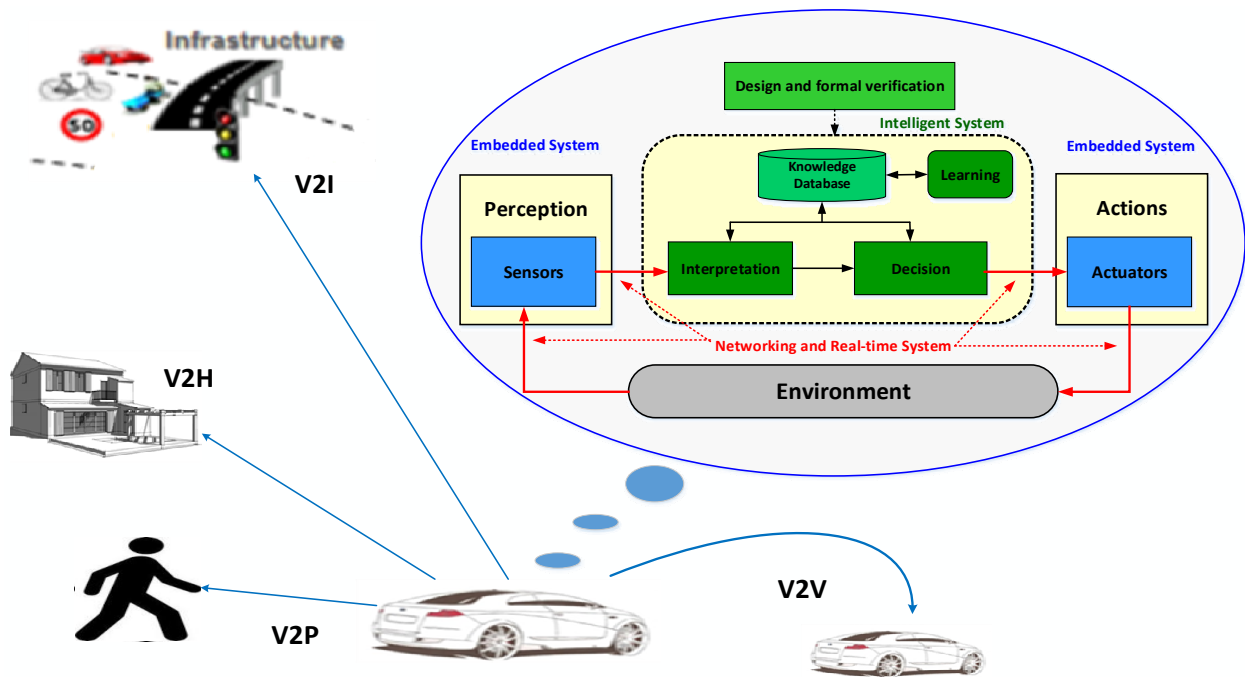 Infrastructure
50
V2I
V2H
V2P
V2V
Design and formal verification
Intelligent System
Embedded System
Embedded System
Knowledge
Database
Learning
Perception
Sensors
Interpretation
Decision
Actions
Actuators
Networking and Real-time System
Environment